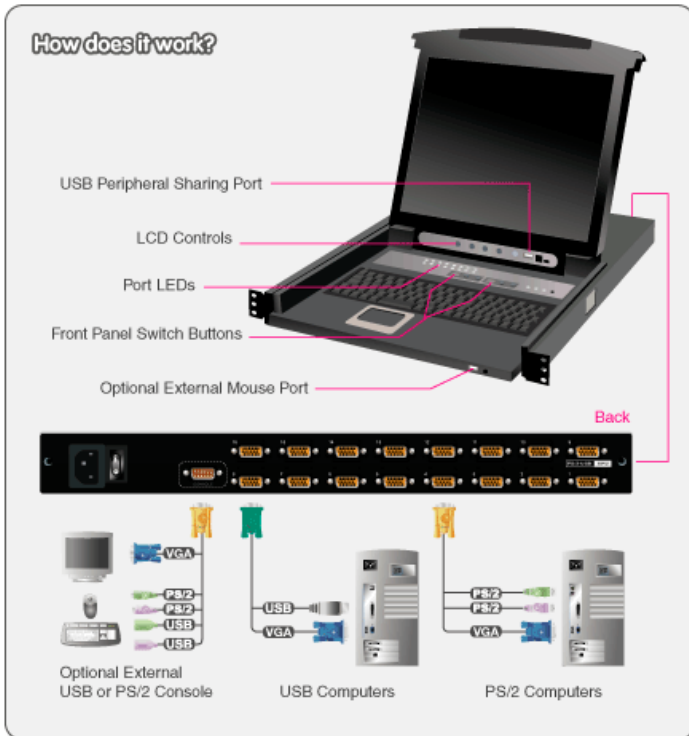 How does it work?
USB Peripheral Sharing Port
LCD Controls
Port LEDs
Front Panel Switch Buttons
Optional External Mouse Port
Back
VGA
PS/2
PS/2
USB
USB
USB
VGA
PS/2
PS/2
VGA
Optional External
USB or PS/2 Console
USB Computers
PS/2 Computers